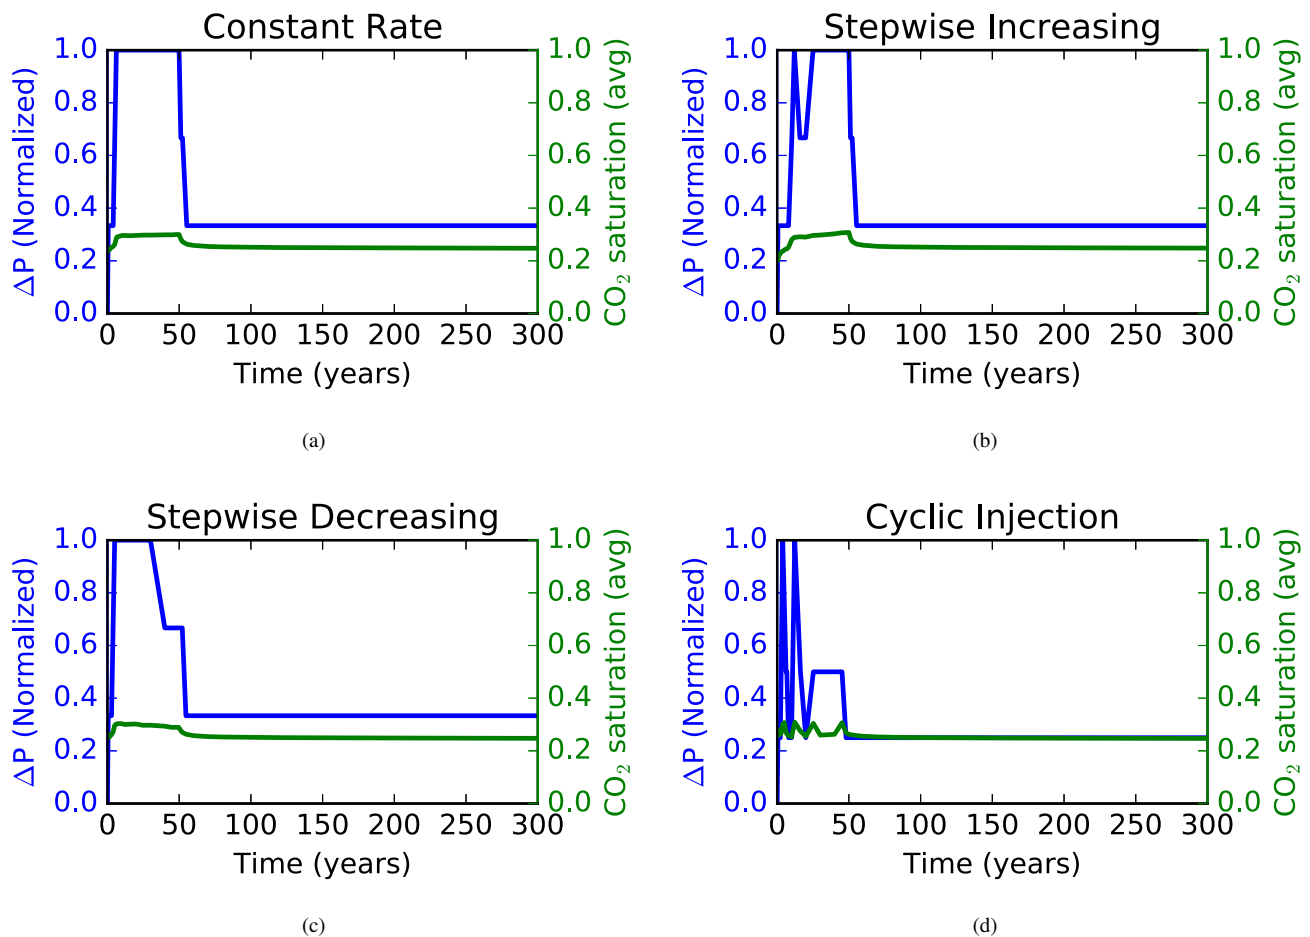 Constant Rate
ΔP (Normalized)
1.0
0.8
0.6
0.4
0.2
0.0
1.0
0.8
0.6
0.4
0.2
0.0
CO₂ saturation (avg)
0 50 100 150 200 250 300
Time (years)
(a)
Stepwise Increasing
ΔP (Normalized)
1.0
0.8
0.6
0.4
0.2
0.0
1.0
0.8
0.6
0.4
0.2
0.0
CO₂ saturation (avg)
0 50 100 150 200 250 300
Time (years)
(b)
Stepwise Decreasing
ΔP (Normalized)
1.0
0.8
0.6
0.4
0.2
0.0
1.0
0.8
0.6
0.4
0.2
0.0
CO₂ saturation (avg)
0 50 100 150 200 250 300
Time (years)
(c)
Cyclic Injection
ΔP (Normalized)
1.0
0.8
0.6
0.4
0.2
0.0
1.0
0.8
0.6
0.4
0.2
0.0
CO₂ saturation (avg)
0 50 100 150 200 250 300
Time (years)
(d)